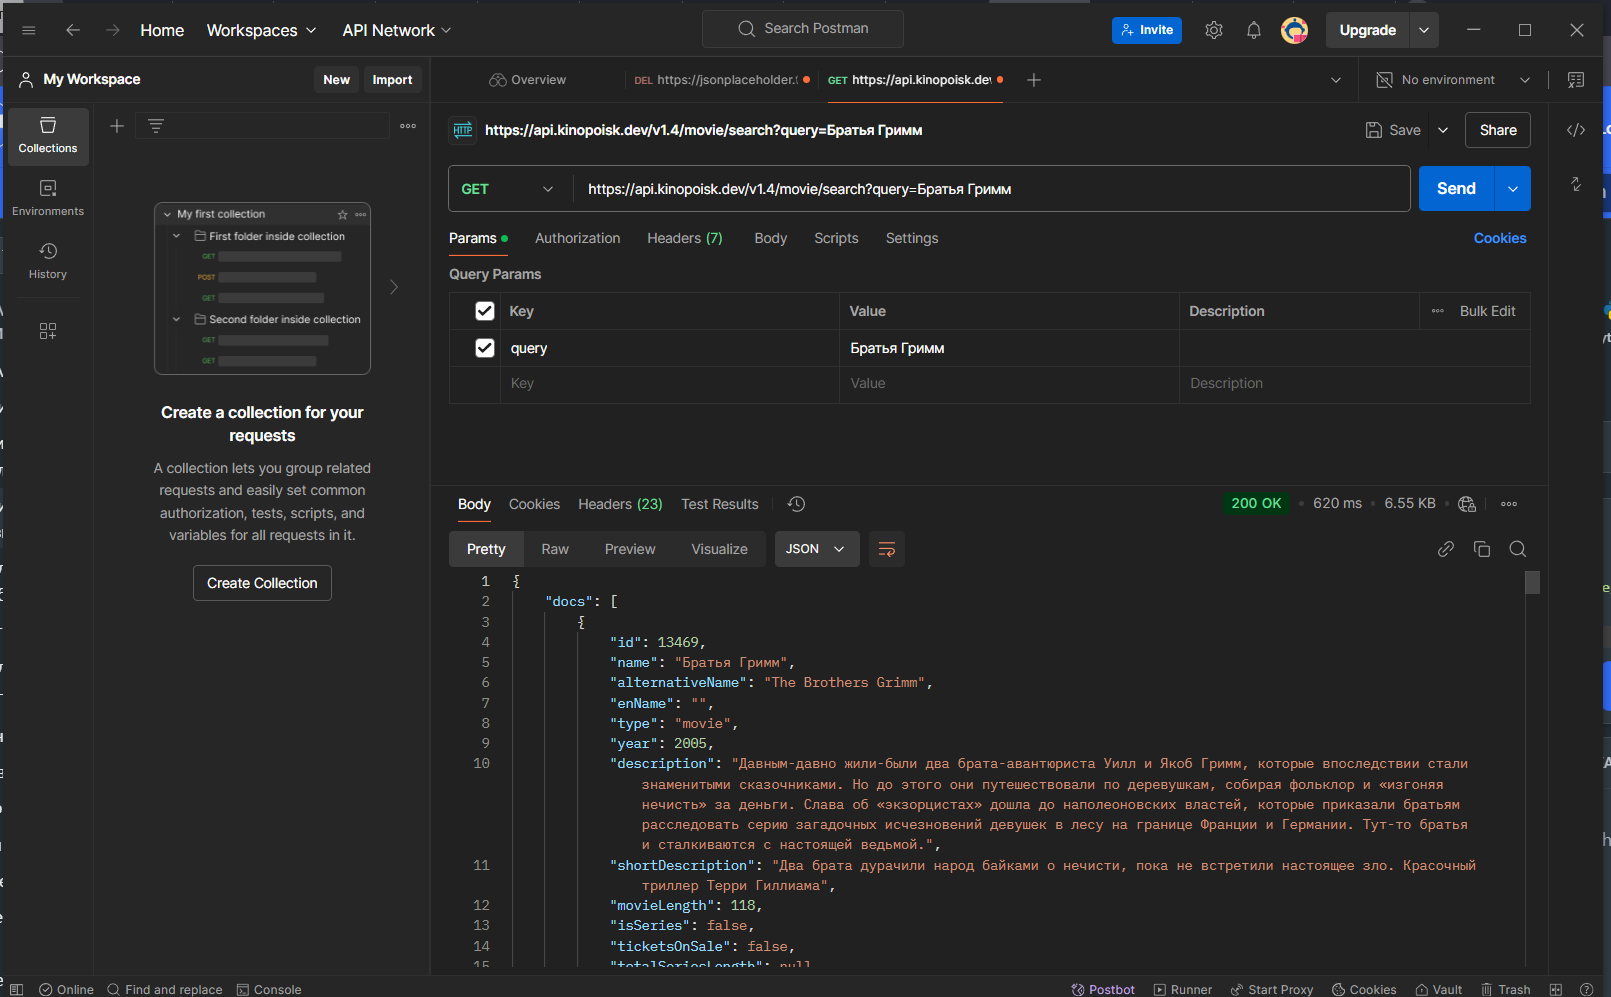 Home Workspaces API Network Search Postman Invite Upgrade
My Workspace New Import Overview DEL https://jsonplaceholder. GET https://api.kinopoisk.de No environment
Collections
Environments
History
My first collection
First folder inside collection
GET
POST
GET
Second folder inside collection
GET
GET
Create a collection for your
requests
A collection lets you group related
requests and easily set common
authorization, tests, scripts, and
variables for all requests in it.
Create Collection
HTTP https://api.kinopoisk.dev/v1.4/movie/search?query=Братья Гримм Save Share
GET https://api.kinopoisk.dev/v1.4/movie/search?query=Братья Гримм Send
Params Authorization Headers (7) Body Scripts Settings Cookies
Query Params
Key Value Description Bulk Edit
query Братья Гримм
Key Value Description
Body Cookies Headers (23) Test Results 200 OK 620 ms 6.55 KB
Pretty Raw Preview Visualize JSON
1 {
2 "docs": [
3 {
4 "id": 13469,
5 "name": "Братья Гримм",
6 "alternativeName": "The Brothers Grimm",
7 "enName": "",
8 "type": "movie",
9 "year": 2005,
10 "description": "Давным-давно жили-были два брата-авантюриста Уилл и Якоб Гримм, которые впоследствии стали
знаменитыми сказочниками. Но до этого они путешествовали по деревушкам, собирая фольклор и «изгоняя
нечисть» за деньги. Слава об «экзорцистах» дошла до наполеоновских властей, которые приказали братьям
расследовать серию загадочных исчезновений девушек в лесу на границе Франции и Германии. Тут-то братья
и сталкиваются с настоящей ведьмой.",
11 "shortDescription": "Два брата дурачили народ байками о нечисти, пока не встретили настоящее зло. Красочный
триллер Терри Гиллиама",
12 "movieLength": 118,
13 "isSeries": false,
14 "ticketsOnSale": false,
15 "totalSeriesLength": null
Online Find and replace Console Postbot Runner Start Proxy Cookies Vault Trash